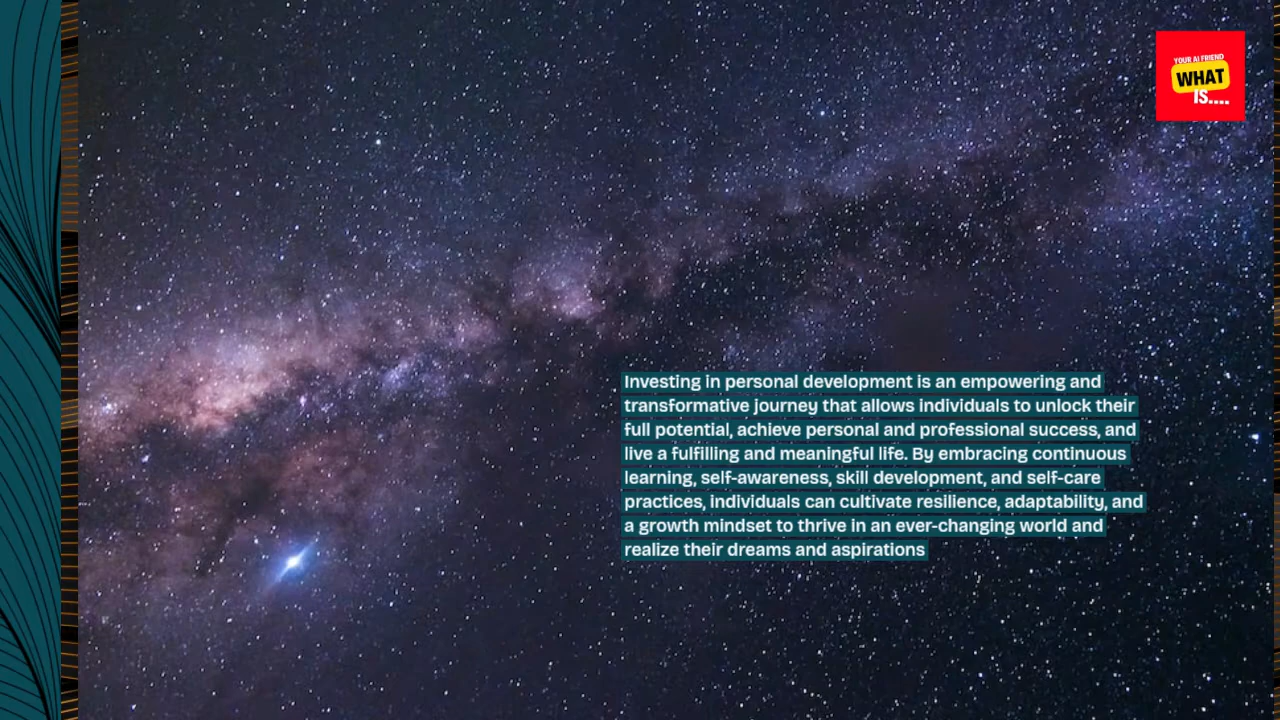 YOUR AI FRIEND
WHAT
IS....
Investing in personal development is an empowering and
transformative journey that allows individuals to unlock their
full potential, achieve personal and professional success, and
live a fulfilling and meaningful life. By embracing continuous
learning, self-awareness, skill development, and self-care
practices, individuals can cultivate resilience, adaptability, and
a growth mindset to thrive in an ever-changing world and
realize their dreams and aspirations